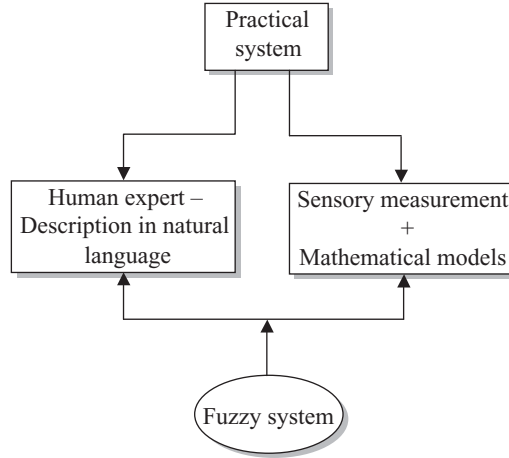 Practical
system
Human expert –
Description in natural
language
Sensory measurement
+
Mathematical models
Fuzzy system